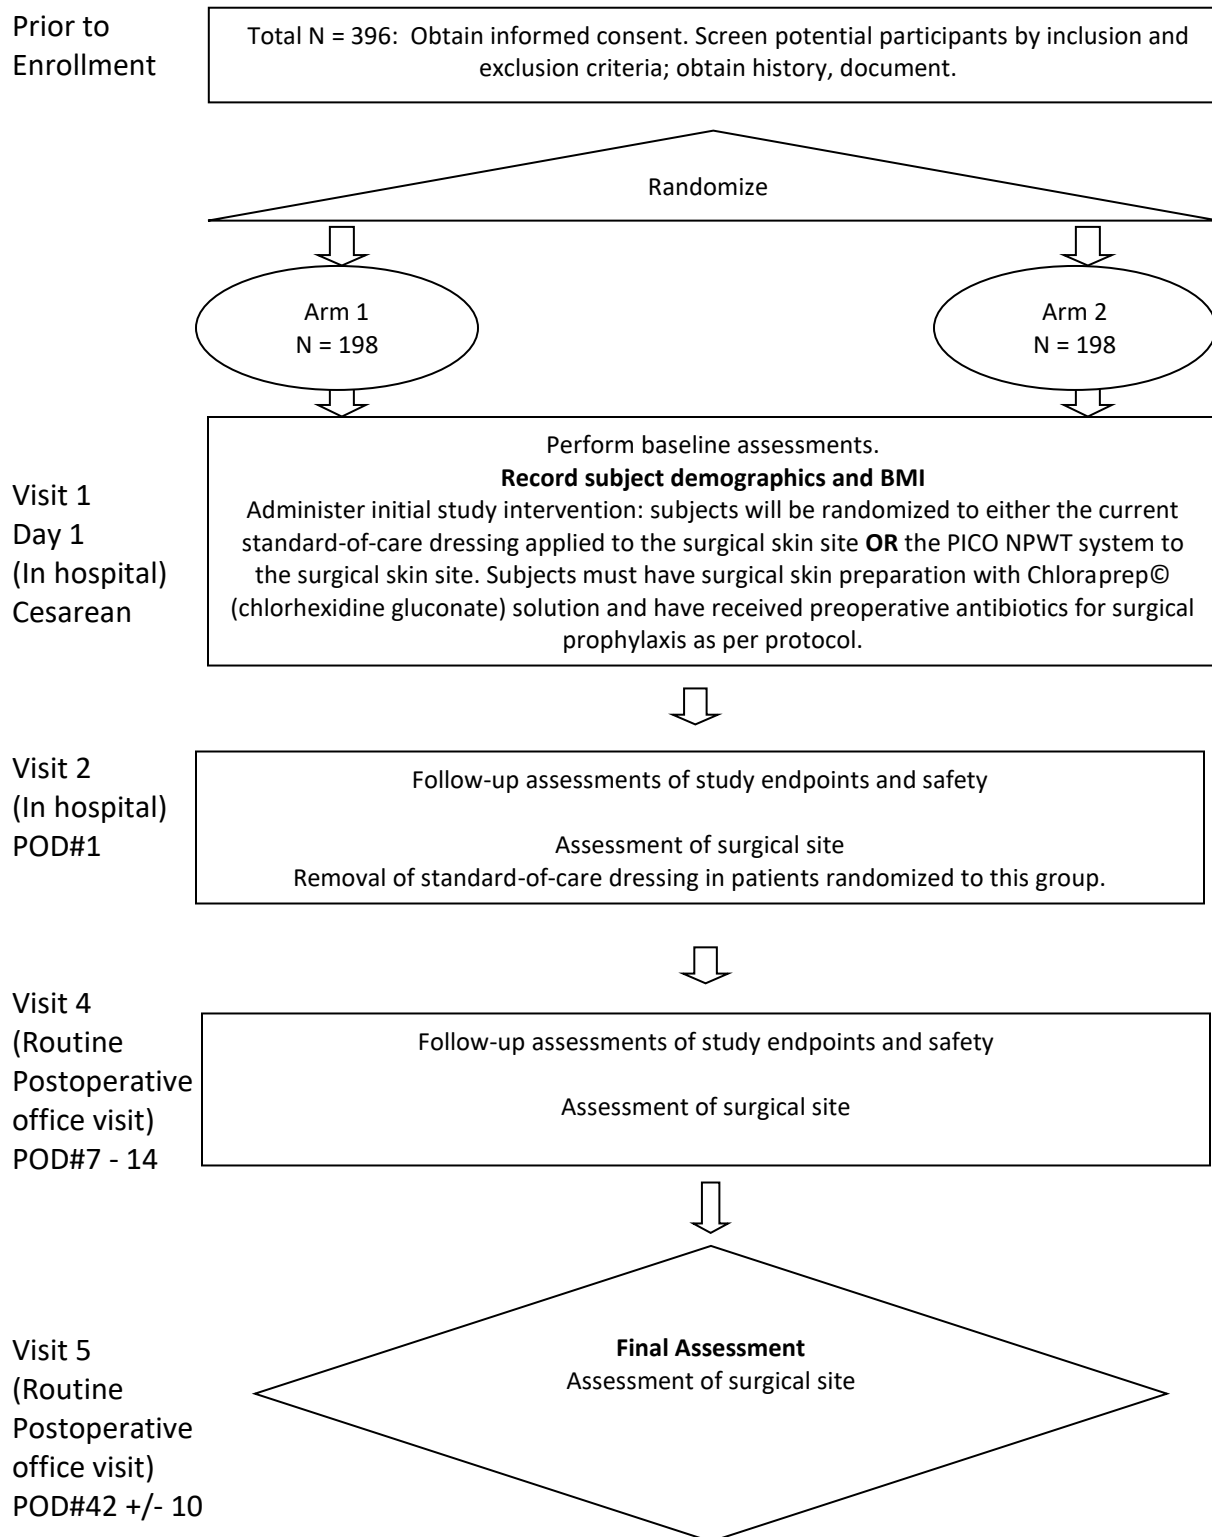 Prior to
Enrollment
Total N = 396:  Obtain informed consent. Screen potential participants by inclusion and
exclusion criteria; obtain history, document.
Randomize
Arm 1
N = 198
Arm 2
N = 198
Visit 1
Day 1
(In hospital)
Cesarean
Perform baseline assessments.
Record subject demographics and BMI
Administer initial study intervention: subjects will be randomized to either the current
standard-of-care dressing applied to the surgical skin site OR the PICO NPWT system to
the surgical skin site. Subjects must have surgical skin preparation with Chloraprep©
(chlorhexidine gluconate) solution and have received preoperative antibiotics for surgical
prophylaxis as per protocol.
Visit 2
(In hospital)
POD#1
Follow-up assessments of study endpoints and safety
Assessment of surgical site
Removal of standard-of-care dressing in patients randomized to this group.
Visit 4
(Routine
Postoperative
office visit)
POD#7 - 14
Follow-up assessments of study endpoints and safety
Assessment of surgical site
Visit 5
(Routine
Postoperative
office visit)
POD#42 +/- 10
Final Assessment
Assessment of surgical site